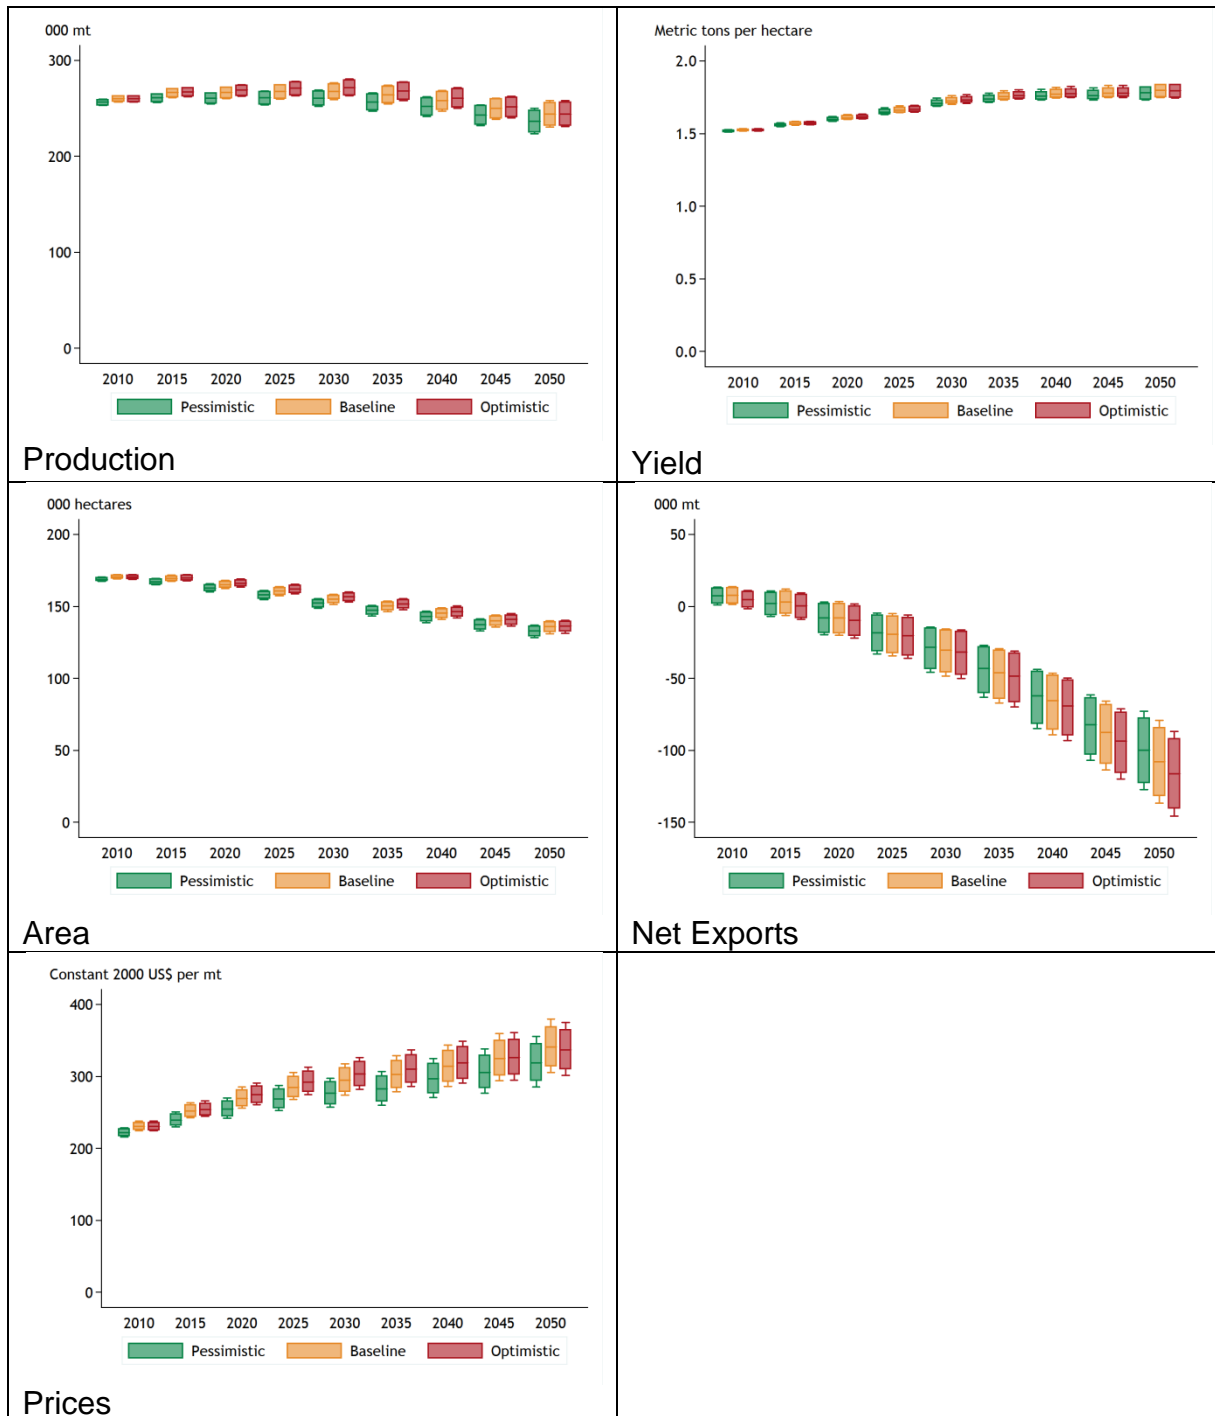 000 mt
300
200
100
0
2010 2015 2020 2025 2030 2035 2040 2045 2050
Pessimistic Baseline Optimistic
Production
Metric tons per hectare
2.0
1.5
1.0
0.5
0.0
2010 2015 2020 2025 2030 2035 2040 2045 2050
Pessimistic Baseline Optimistic
Yield
000 hectares
200
150
100
50
0
2010 2015 2020 2025 2030 2035 2040 2045 2050
Pessimistic Baseline Optimistic
Area
000 mt
50
0
-50
-100
-150
2010 2015 2020 2025 2030 2035 2040 2045 2050
Pessimistic Baseline Optimistic
Net Exports
Constant 2000 US$ per mt
400
300
200
100
0
2010 2015 2020 2025 2030 2035 2040 2045 2050
Pessimistic Baseline Optimistic
Prices